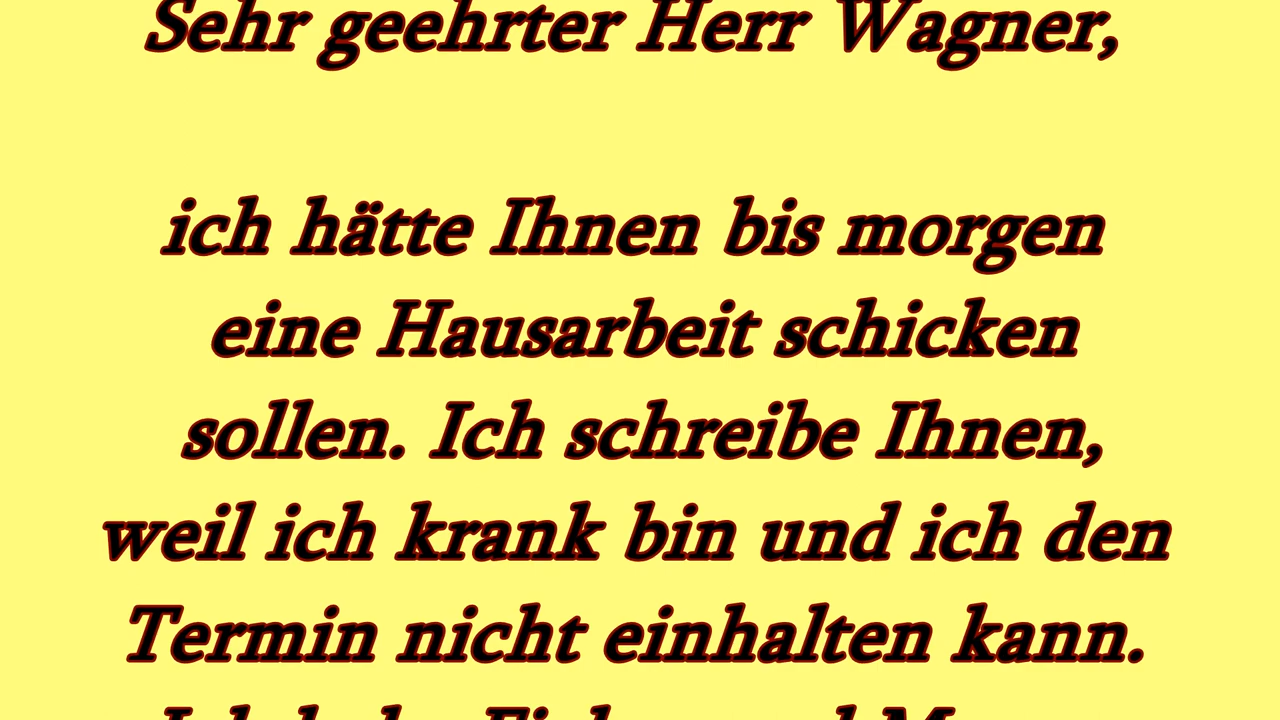 Sehr geehrter Herr Wagner,
ich hätte Ihnen bis morgen
eine Hausarbeit schicken
sollen. Ich schreibe Ihnen,
weil ich krank bin und ich den
Termin nicht einhalten kann.